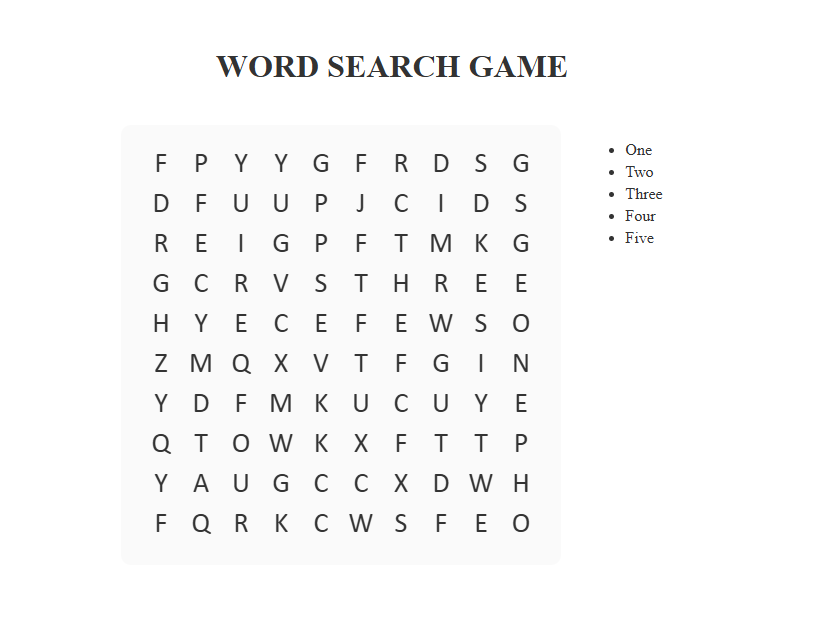 WORD SEARCH GAME
F P Y Y G F R D S G
D F U U P J C I D S
R E I G P F T M K G
G C R V S T H R E E
H Y E C E F E W S O
Z M Q X V T F G I N
Y D F M K U C U Y E
Q T O W K X F T T P
Y A U G C C X D W H
F Q R K C W S F E O
One
Two
Three
Four
Five